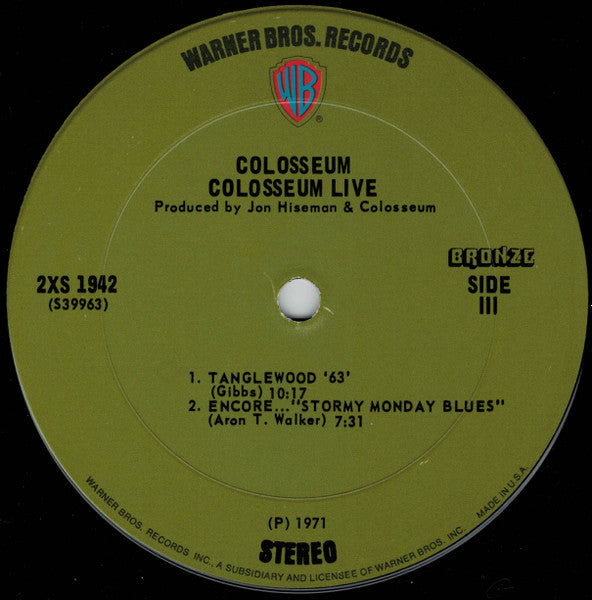 WARNER BROS. RECORDS
WB
®
COLOSSEUM
COLOSSEUM LIVE
Produced by Jon Hiseman & Colosseum
BRONZE
2XS 1942
(S39963)
SIDE
III
1. TANGLEWOOD '63'
(Gibbs) 10:17
2. ENCORE..."STORMY MONDAY BLUES"
(Aron T. Walker) 7:31
(P) 1971
STEREO
WARNER BROS. RECORDS INC., A SUBSIDIARY AND LICENSEE OF WARNER BROS. INC. MADE IN U.S.A.